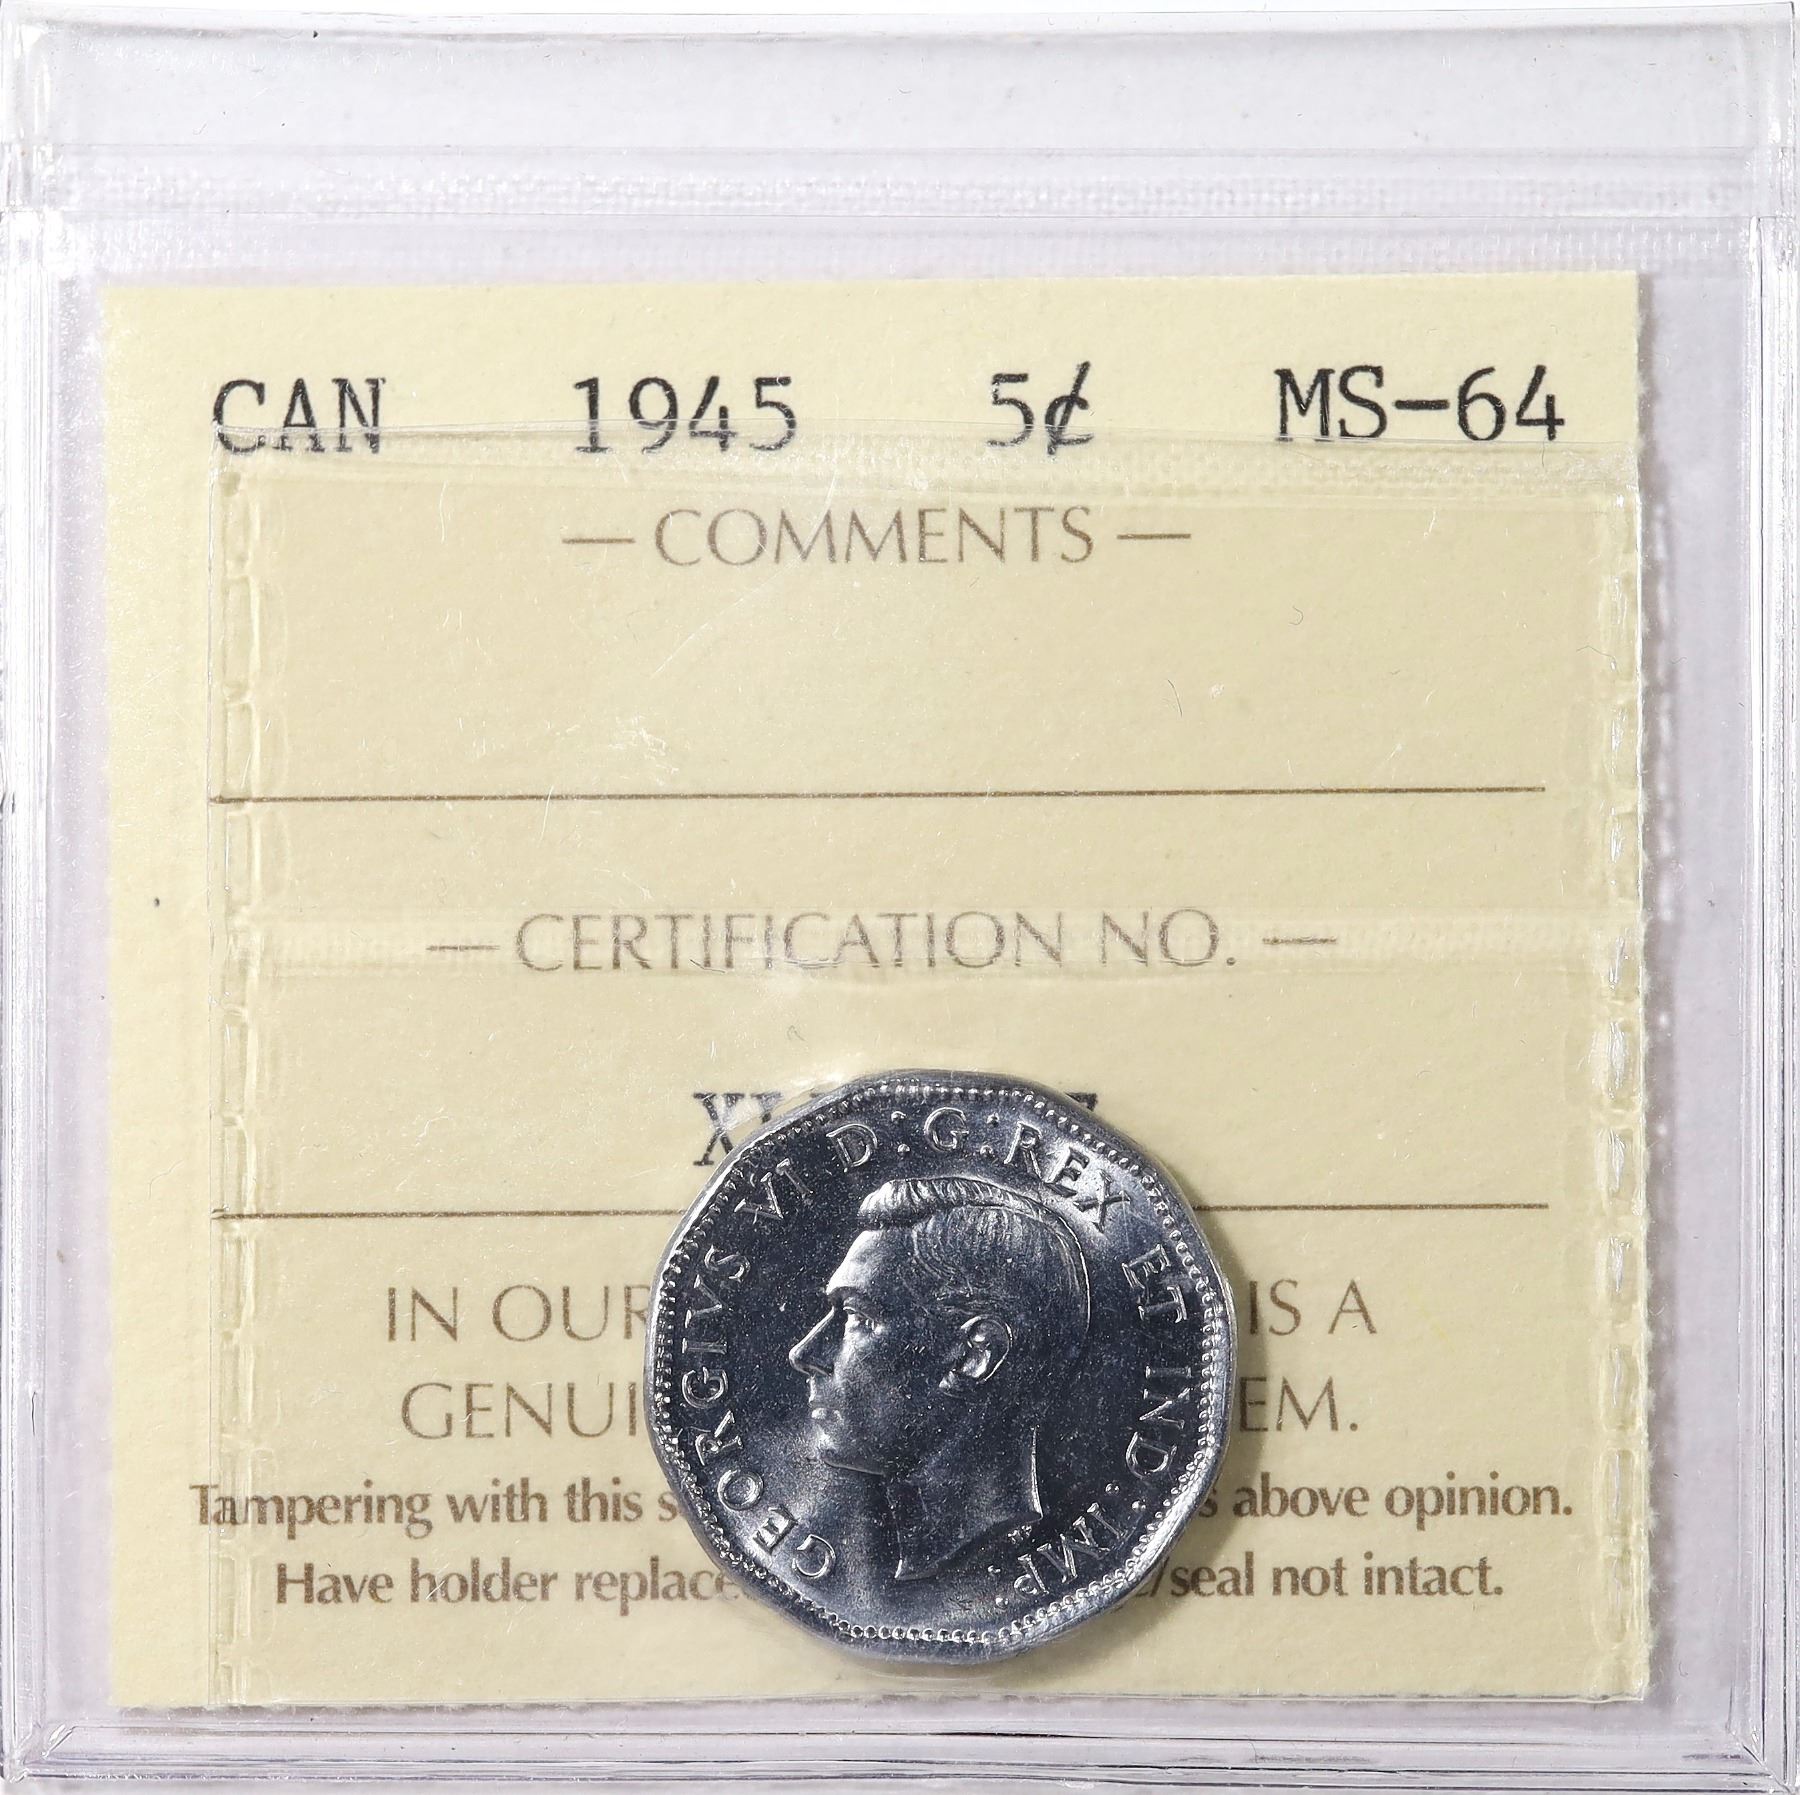 CAN 1945 5¢ MS-64
— COMMENTS —
— CERTIFICATION NO. —
IN OUR IS A
GENUI EM.
Tampering with this s s above opinion.
Have holder replace /seal not intact.
GEORGIVS VI D:G:REX ET IND:IMP:
HP